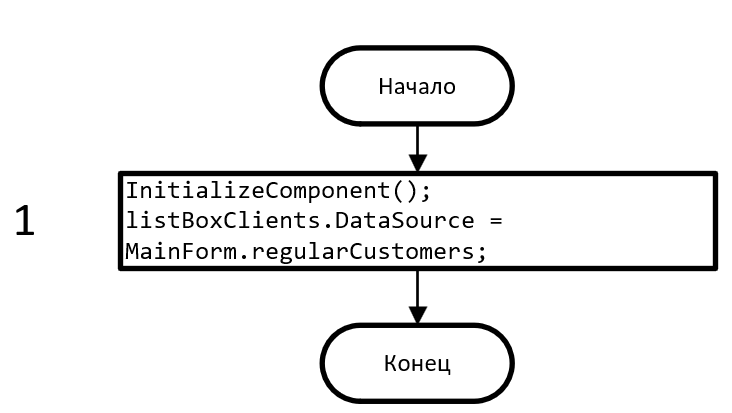 Начало
1
InitializeComponent();
listBoxClients.DataSource =
MainForm.regularCustomers;
Конец